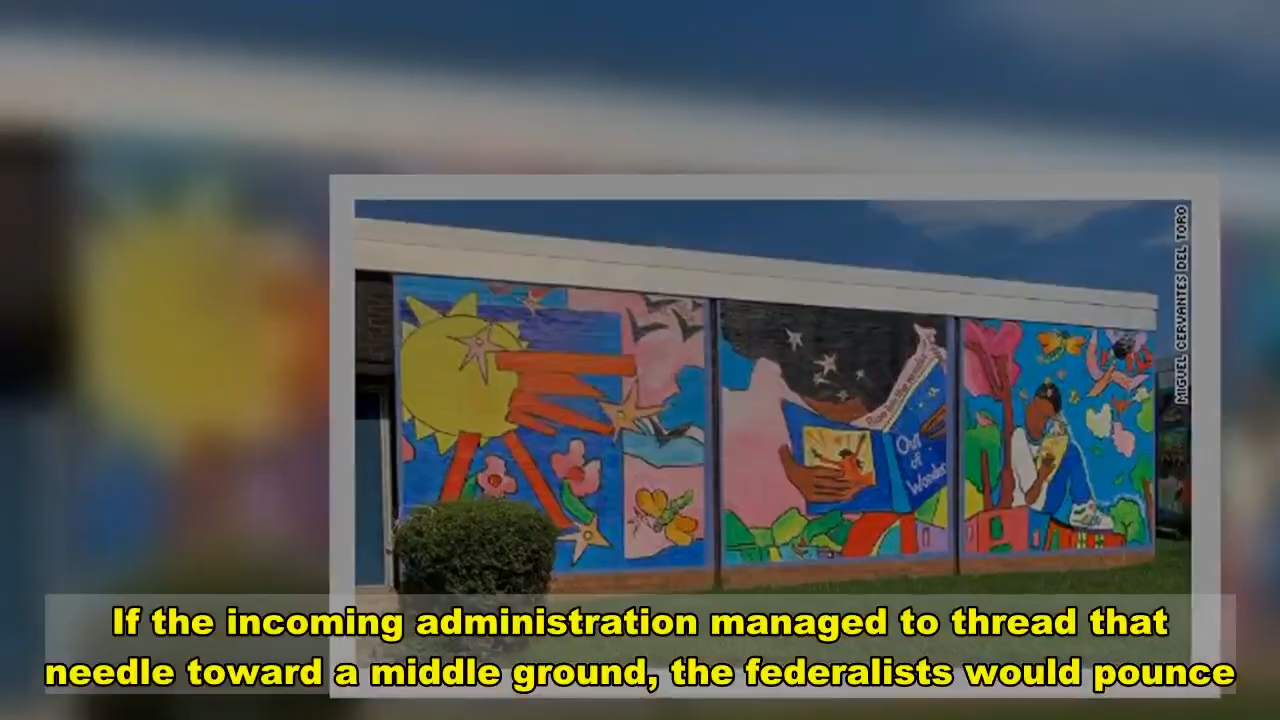 MIGUEL CERVANTES DEL TORO
Out
of
Wonder
If the incoming administration managed to thread that
needle toward a middle ground, the federalists would pounce